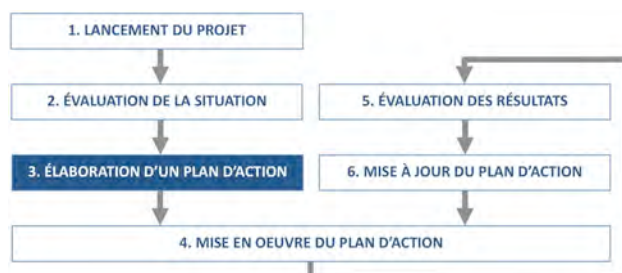 1. LANCEMENT DU PROJET
2. ÉVALUATION DE LA SITUATION
3. ÉLABORATION D'UN PLAN D'ACTION
5. ÉVALUATION DES RÉSULTATS
6. MISE À JOUR DU PLAN D'ACTION
4. MISE EN OEUVRE DU PLAN D'ACTION